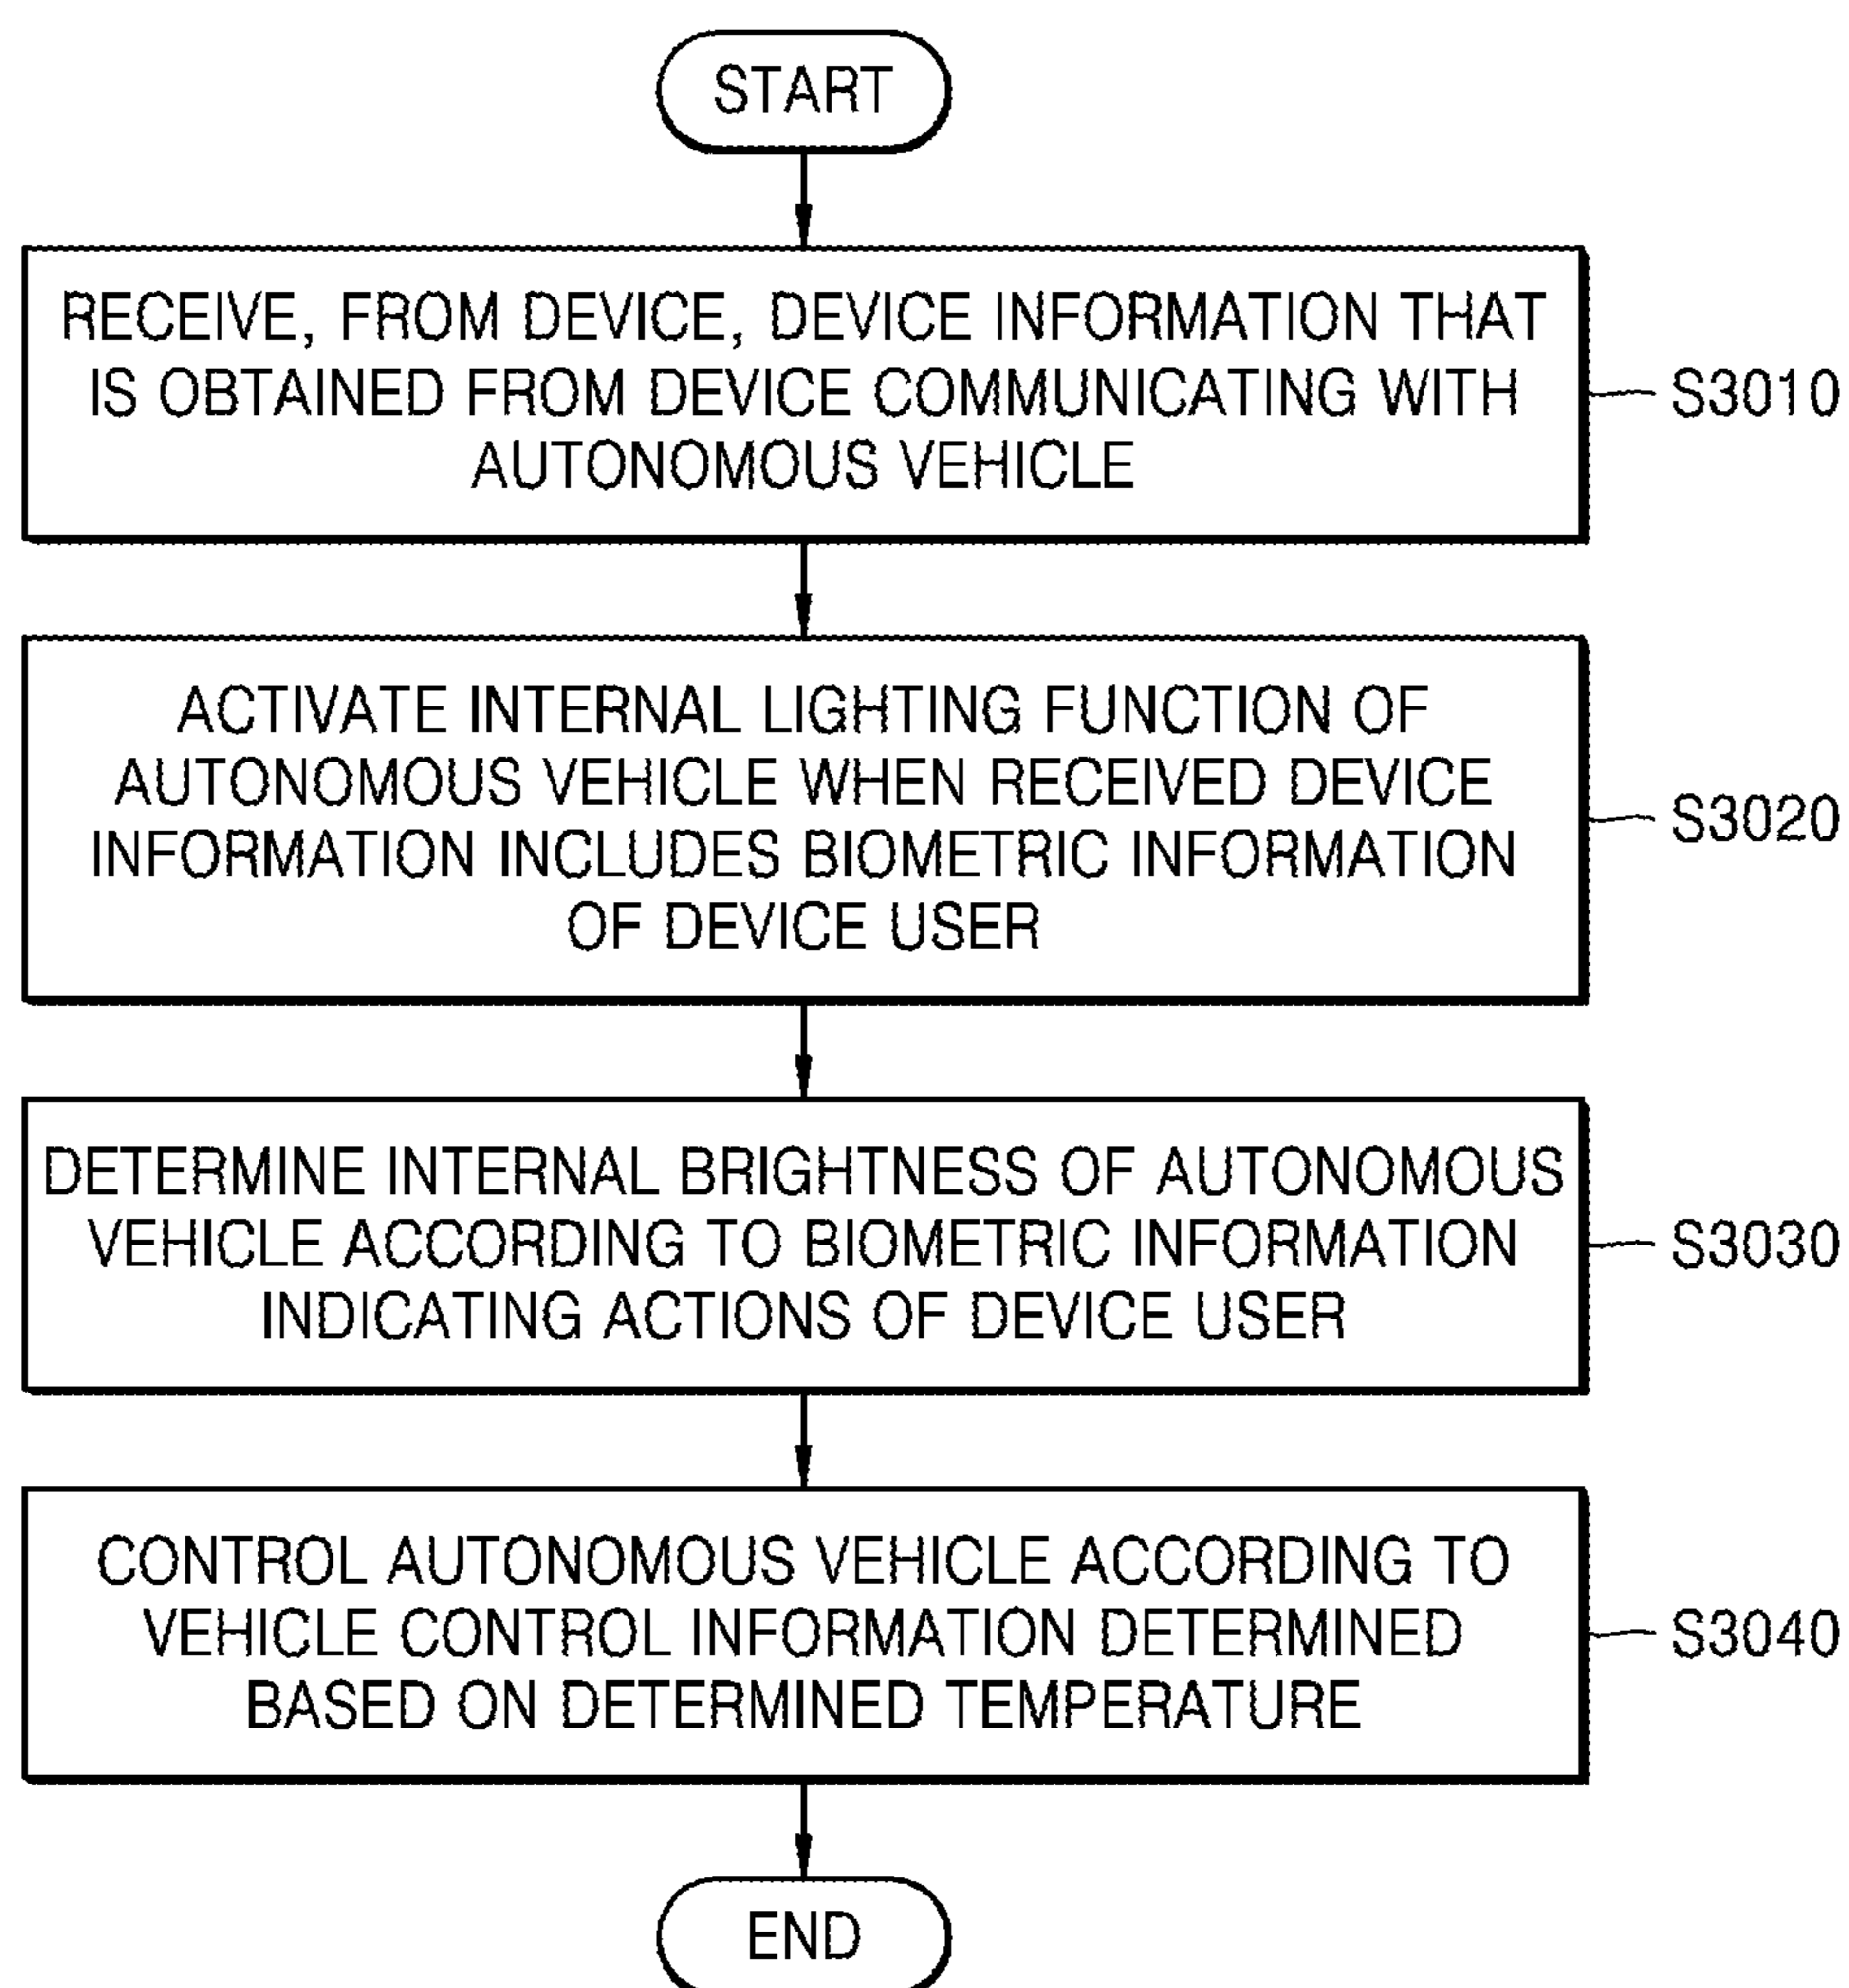 START
RECEIVE, FROM DEVICE, DEVICE INFORMATION THAT
IS OBTAINED FROM DEVICE COMMUNICATING WITH
AUTONOMOUS VEHICLE
S3010
ACTIVATE INTERNAL LIGHTING FUNCTION OF
AUTONOMOUS VEHICLE WHEN RECEIVED DEVICE
INFORMATION INCLUDES BIOMETRIC INFORMATION
OF DEVICE USER
S3020
DETERMINE INTERNAL BRIGHTNESS OF AUTONOMOUS
VEHICLE ACCORDING TO BIOMETRIC INFORMATION
INDICATING ACTIONS OF DEVICE USER
S3030
CONTROL AUTONOMOUS VEHICLE ACCORDING TO
VEHICLE CONTROL INFORMATION DETERMINED
BASED ON DETERMINED TEMPERATURE
S3040
END